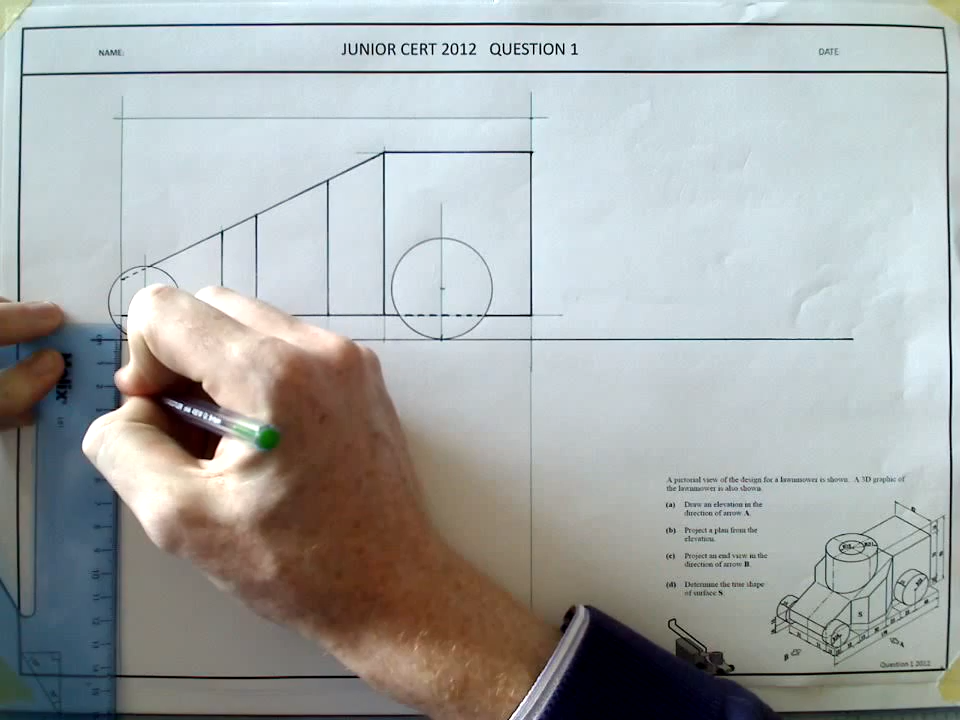 NAME:
JUNIOR CERT 2012 QUESTION 1
DATE
Helix
A pictorial view of the design for a lawnmower is shown. A 3D graphic of
the lawnmower is also shown.
(a) Draw an elevation in the
direction of arrow A.
(b) Project a plan from the
elevation.
(c) Project an end view in the
direction of arrow B.
(d) Determine the true shape
of surface S.
S
A
B
Question 1 2012